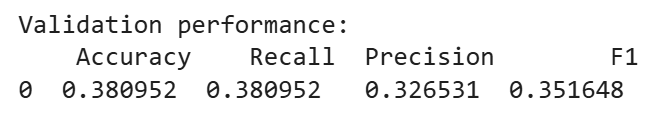 Validation performance:
Accuracy Recall Precision F1
0 0.380952 0.380952 0.326531 0.351648